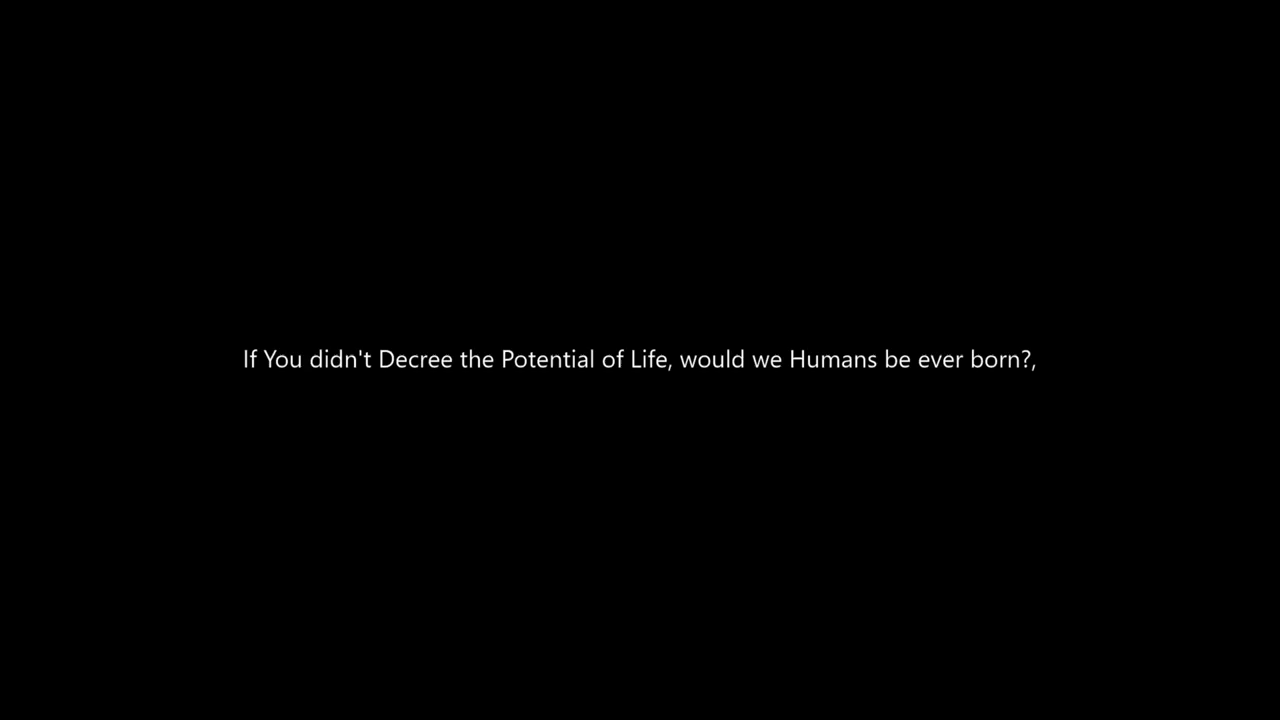 If You didn't Decree the Potential of Life, would we Humans be ever born?,